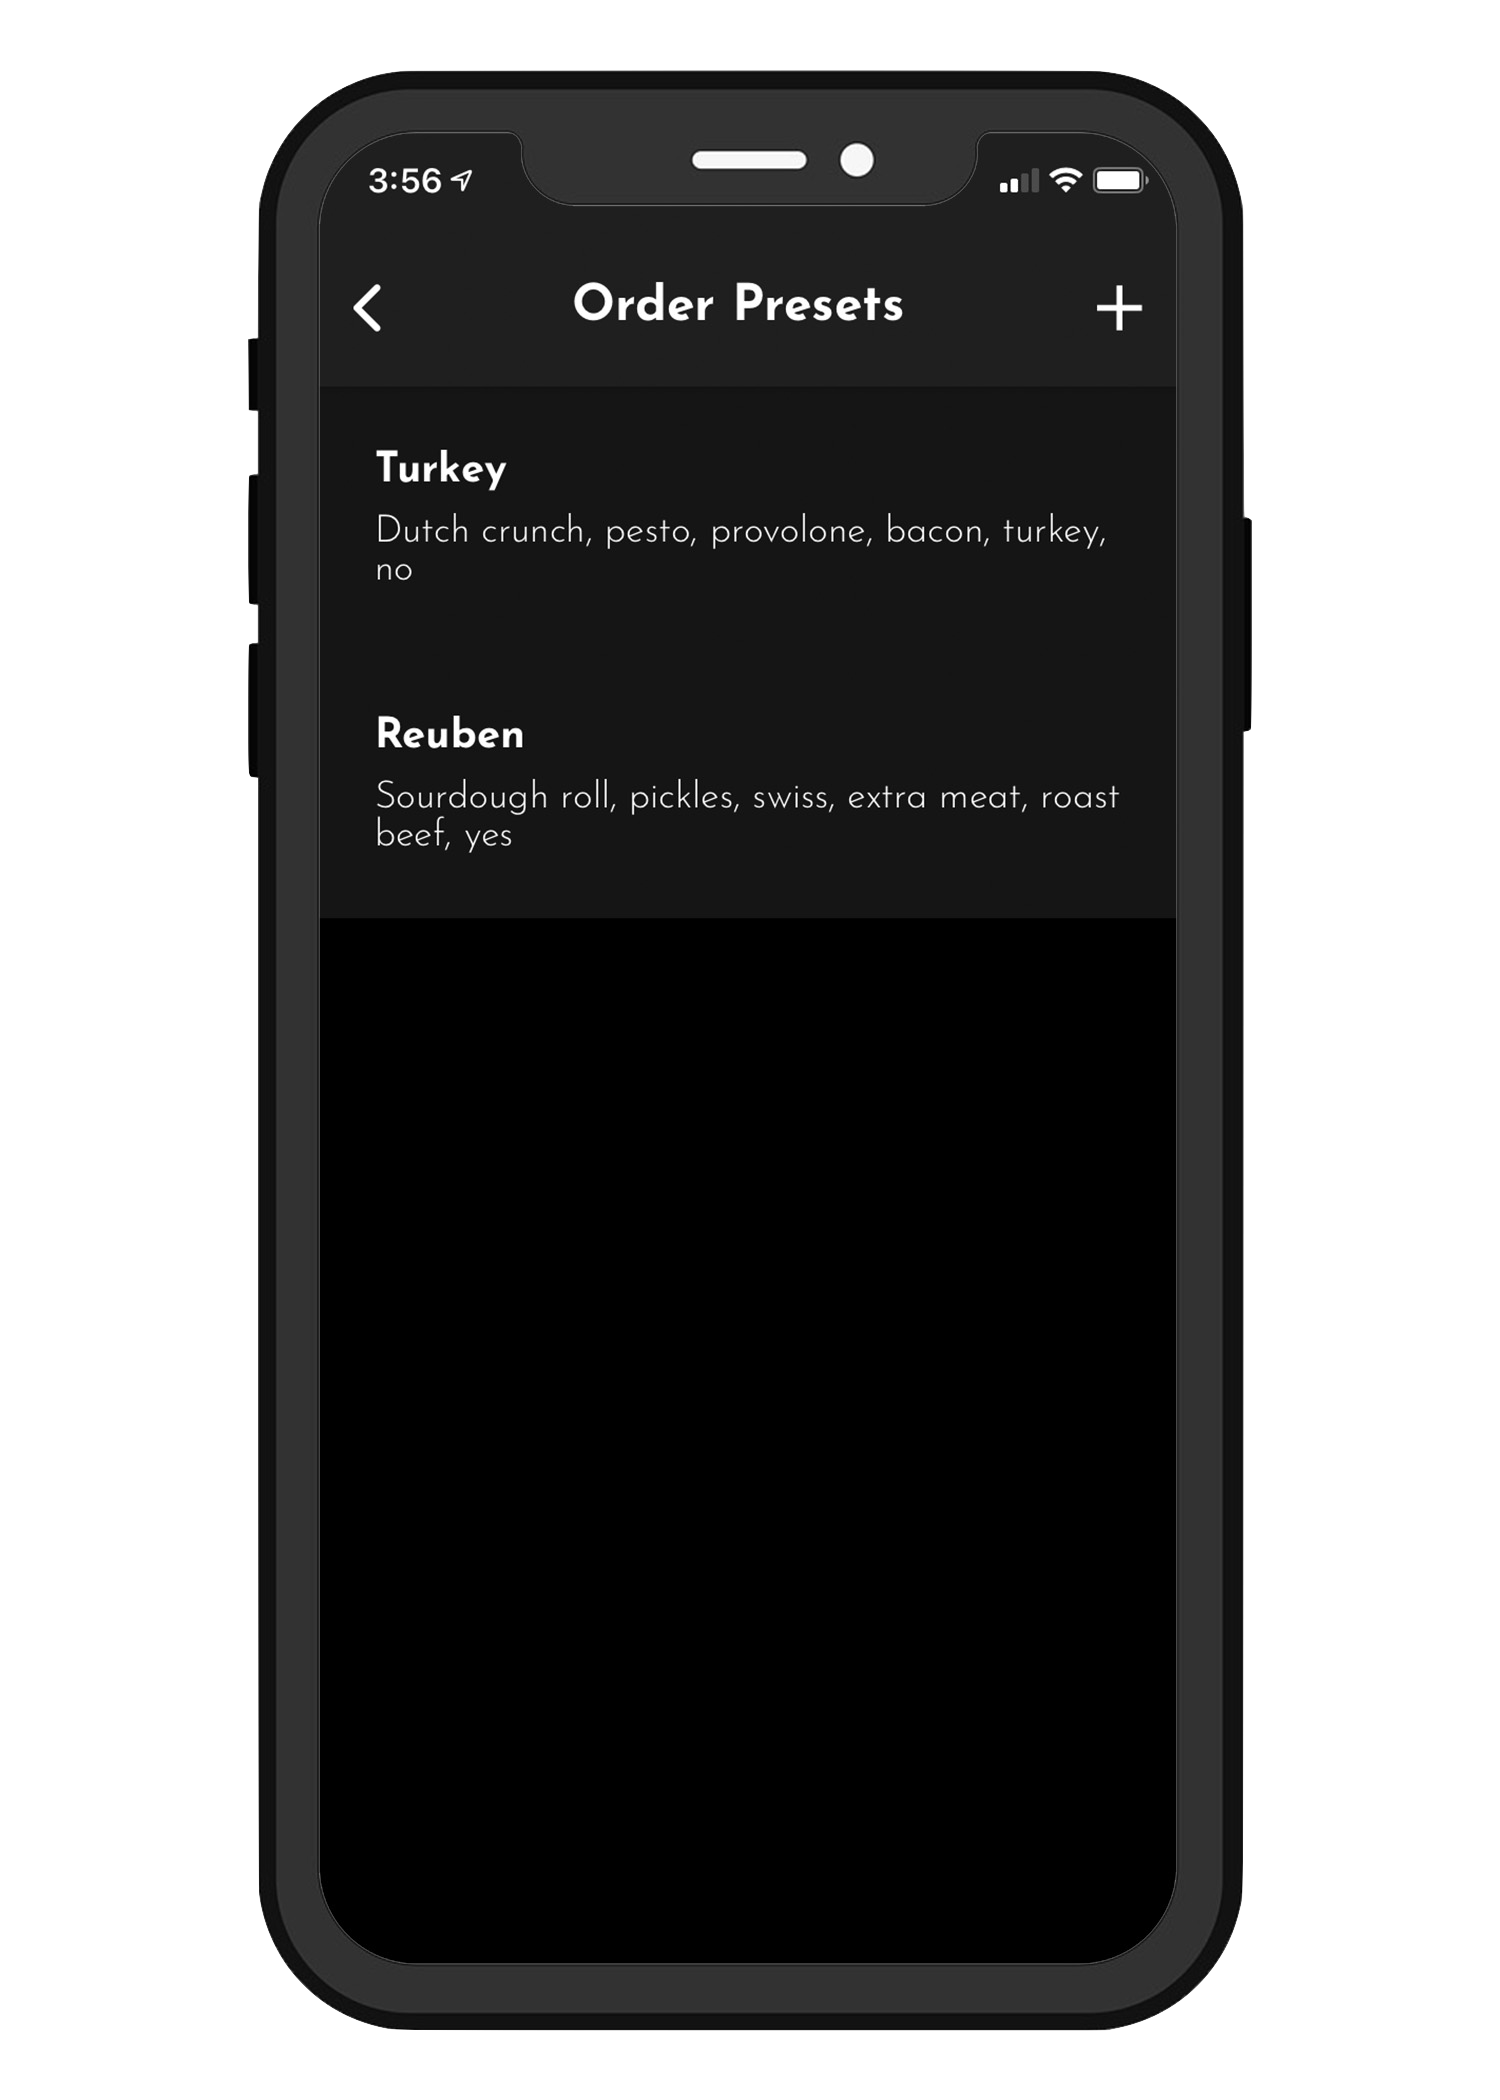 3:56
Order Presets
Turkey
Dutch crunch, pesto, provolone, bacon, turkey,
no
Reuben
Sourdough roll, pickles, swiss, extra meat, roast
beef, yes